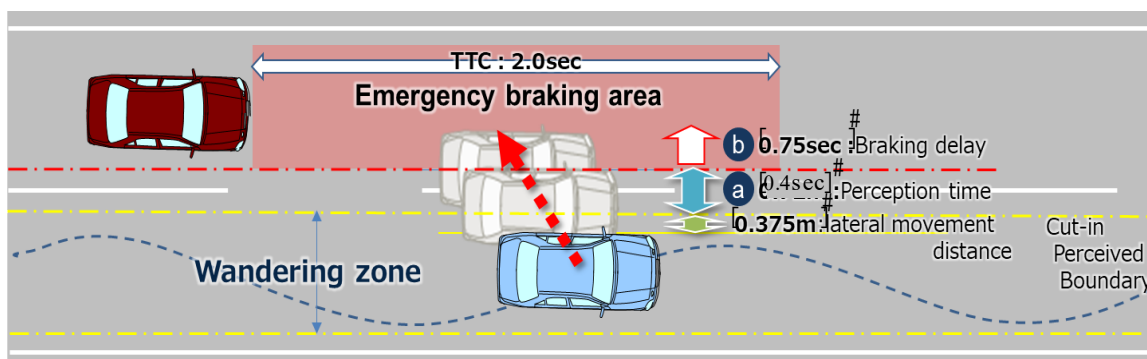 TTC : 2.0sec
Emergency braking area
#
b [0.75sec]:Braking delay
#
a [0.4sec]:Perception time
#
[0.375m]:lateral movement
distance
Wandering zone
Cut-in
Perceived
Boundary